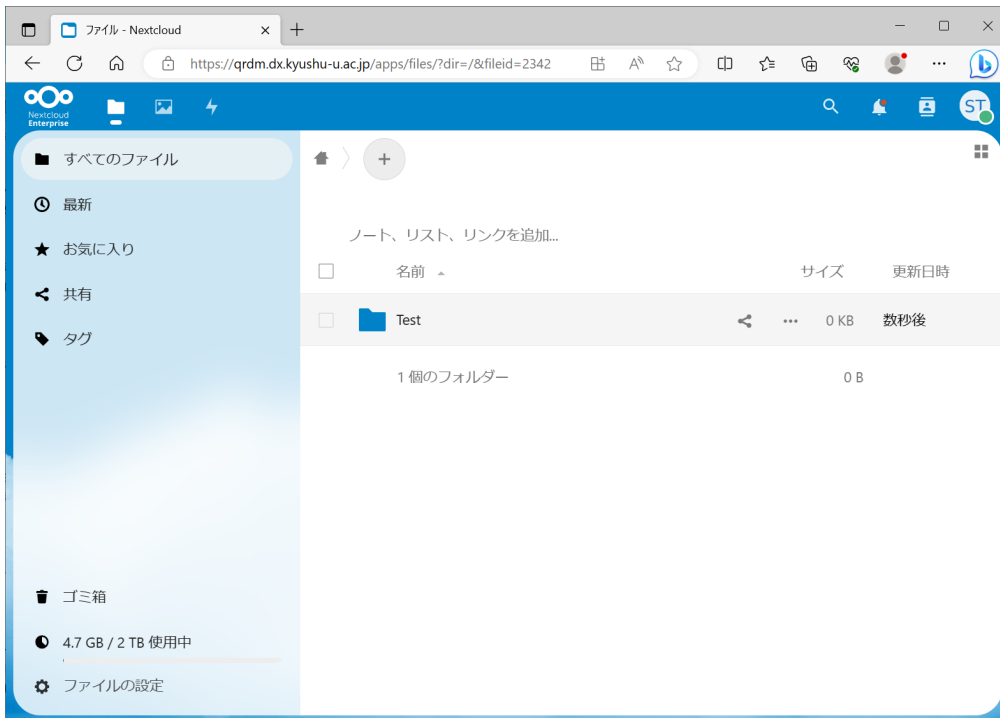 ファイル - Nextcloud
https://qrdm.dx.kyushu-u.ac.jp/apps/files/?dir=/&fileid=2342
Nextcloud
Enterprise
ST
すべてのファイル
最新
お気に入り
共有
タグ
ノート、リスト、リンクを追加...
名前 サイズ 更新日時
Test 0 KB 数秒後
1 個のフォルダー 0 B
ゴミ箱
4.7 GB / 2 TB 使用中
ファイルの設定